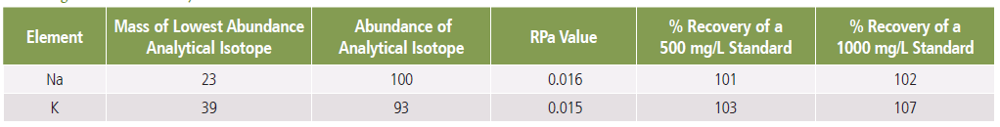 Element
Mass of Lowest Abundance
Analytical Isotope
Abundance of
Analytical Isotope
RPa Value
% Recovery of a
500 mg/L Standard
% Recovery of a
1000 mg/L Standard
Na 23 100 0.016 101 102
K 39 93 0.015 103 107